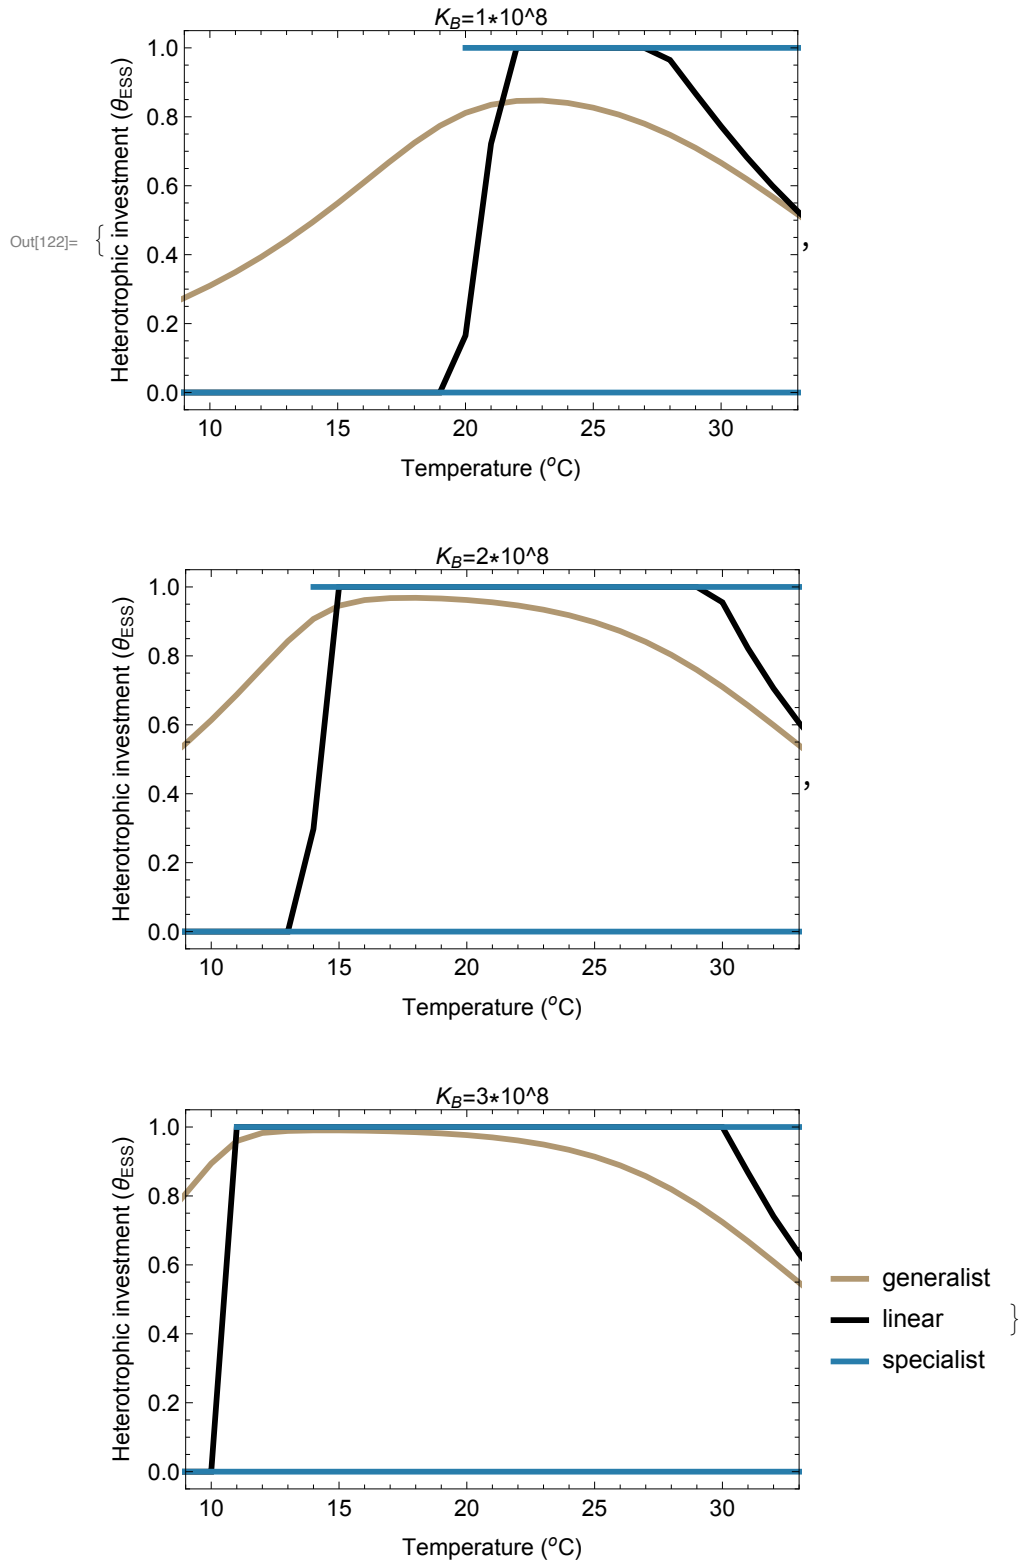 K_B=1*10^8
Out[122]= {
Heterotrophic investment (θ_ESS)
1.0
0.8
0.6
0.4
0.2
0.0
,
10 15 20 25 30
Temperature (°C)
K_B=2*10^8
Heterotrophic investment (θ_ESS)
1.0
0.8
0.6
0.4
0.2
0.0
,
10 15 20 25 30
Temperature (°C)
K_B=3*10^8
Heterotrophic investment (θ_ESS)
1.0
0.8
0.6
0.4
0.2
0.0
10 15 20 25 30
Temperature (°C)
generalist
linear
specialist
}